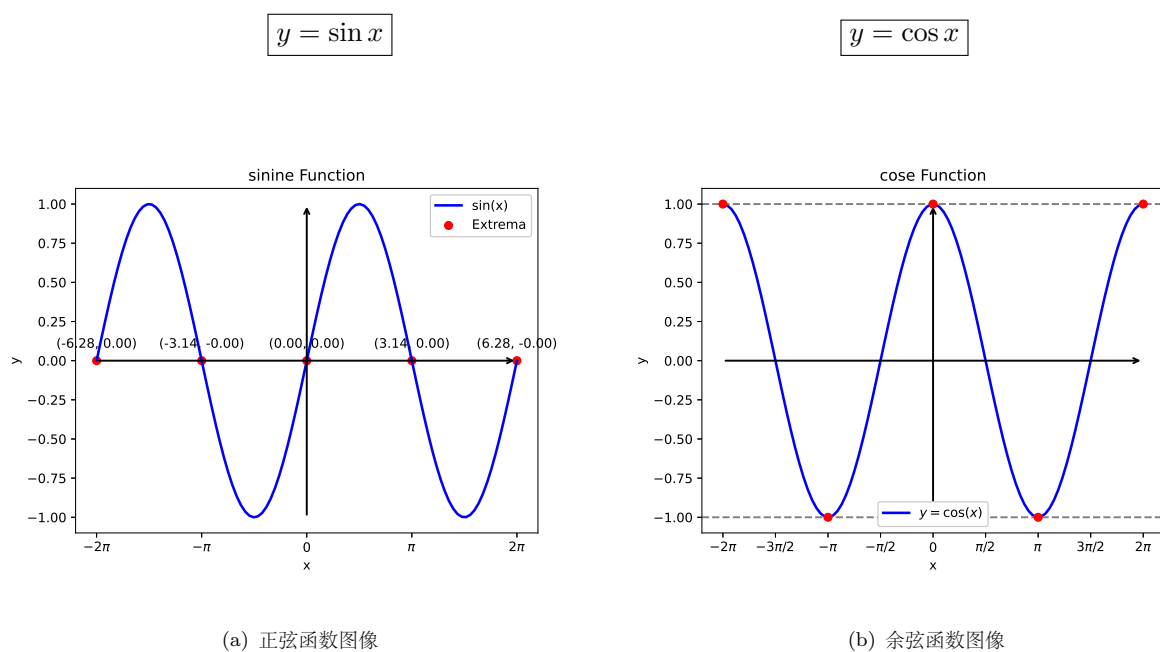 y = sin x
y = cos x
sinine Function
1.00
0.75
0.50
0.25
0.00
−0.25
−0.50
−0.75
−1.00
y
sin(x)
Extrema
(-6.28, 0.00)
(-3.14, -0.00)
(0.00, 0.00)
(3.14, 0.00)
(6.28, -0.00)
−2π
−π
0
π
2π
x
(a) 正弦函数图像
cose Function
1.00
0.75
0.50
0.25
0.00
−0.25
−0.50
−0.75
−1.00
y
y = cos(x)
−2π
−3π/2
−π
−π/2
0
π/2
π
3π/2
2π
x
(b) 余弦函数图像